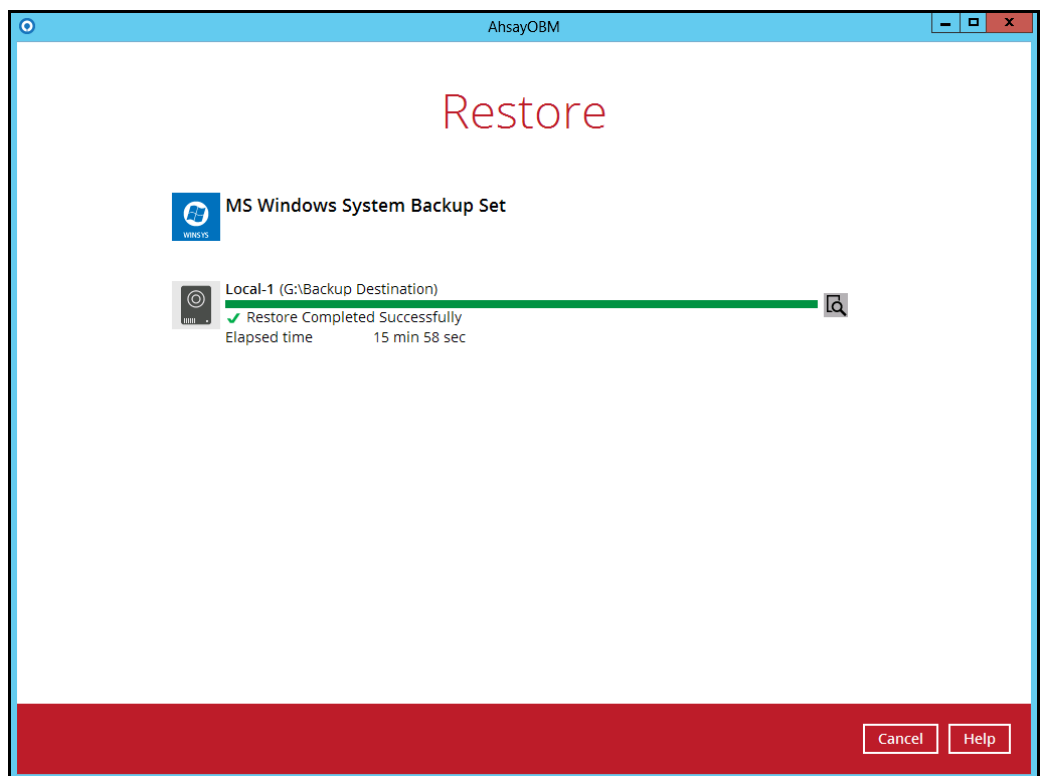 AhsayOBM
Restore
MS Windows System Backup Set
WINSYS
Local-1 (G:\Backup Destination)
Restore Completed Successfully
Elapsed time 15 min 58 sec
Cancel Help